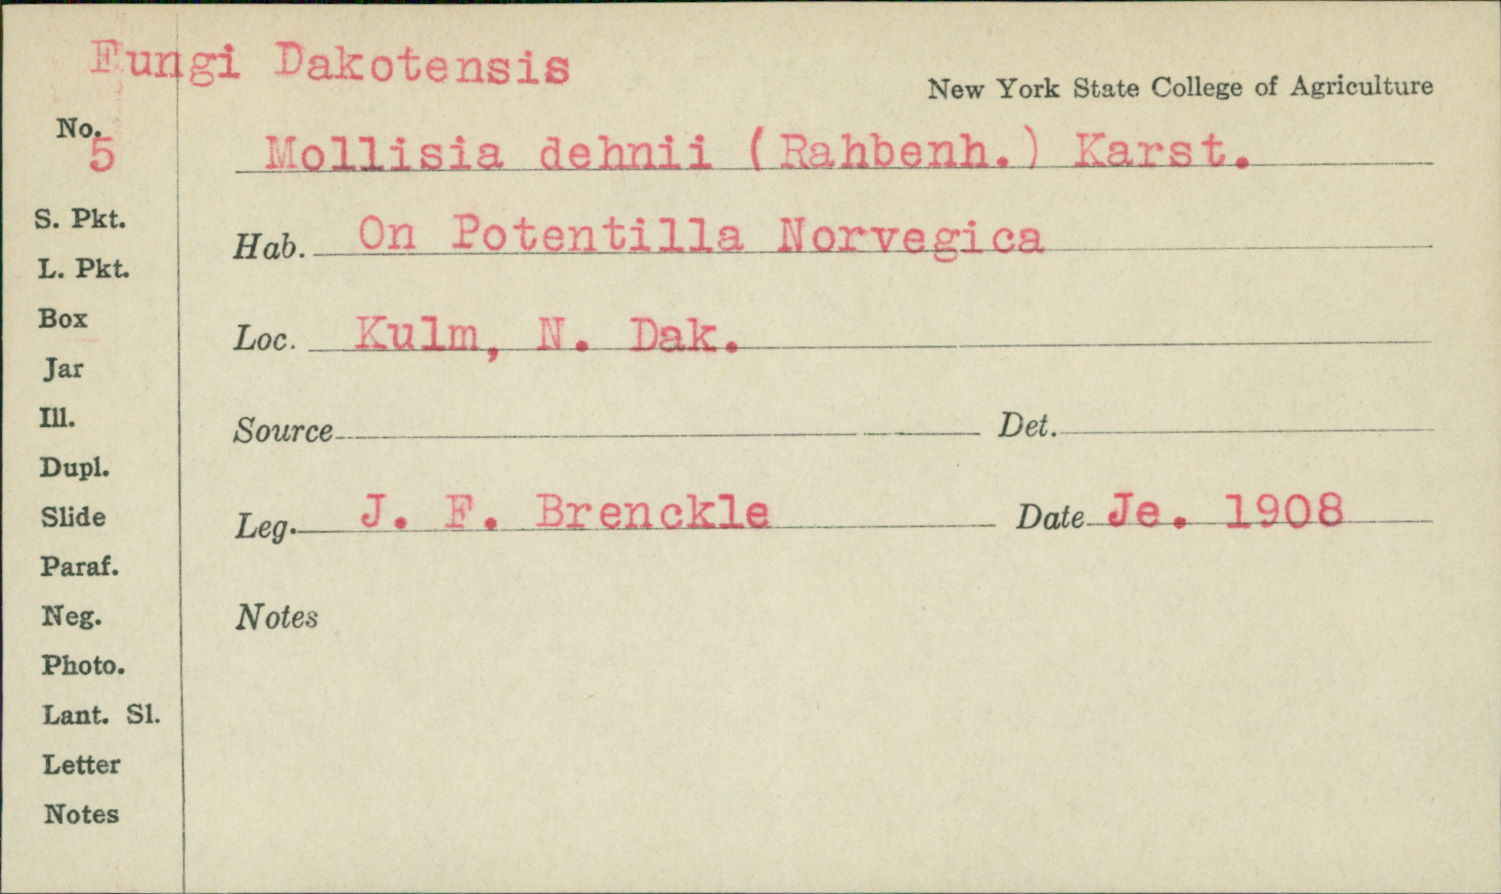 Fungi Dakotensis
New York State College of Agriculture
No. 5
Mollisia dehnii (Rahbenh.) Karst.
S. Pkt.
Hab. On Potentilla Norvegica
L. Pkt.
Box
Loc. Kulm, N. Dak.
Jar
Ill.
Source Det.
Dupl.
Slide
Leg. J. F. Brenckle Date Je. 1908
Paraf.
Neg.
Notes
Photo.
Lant. Sl.
Letter
Notes